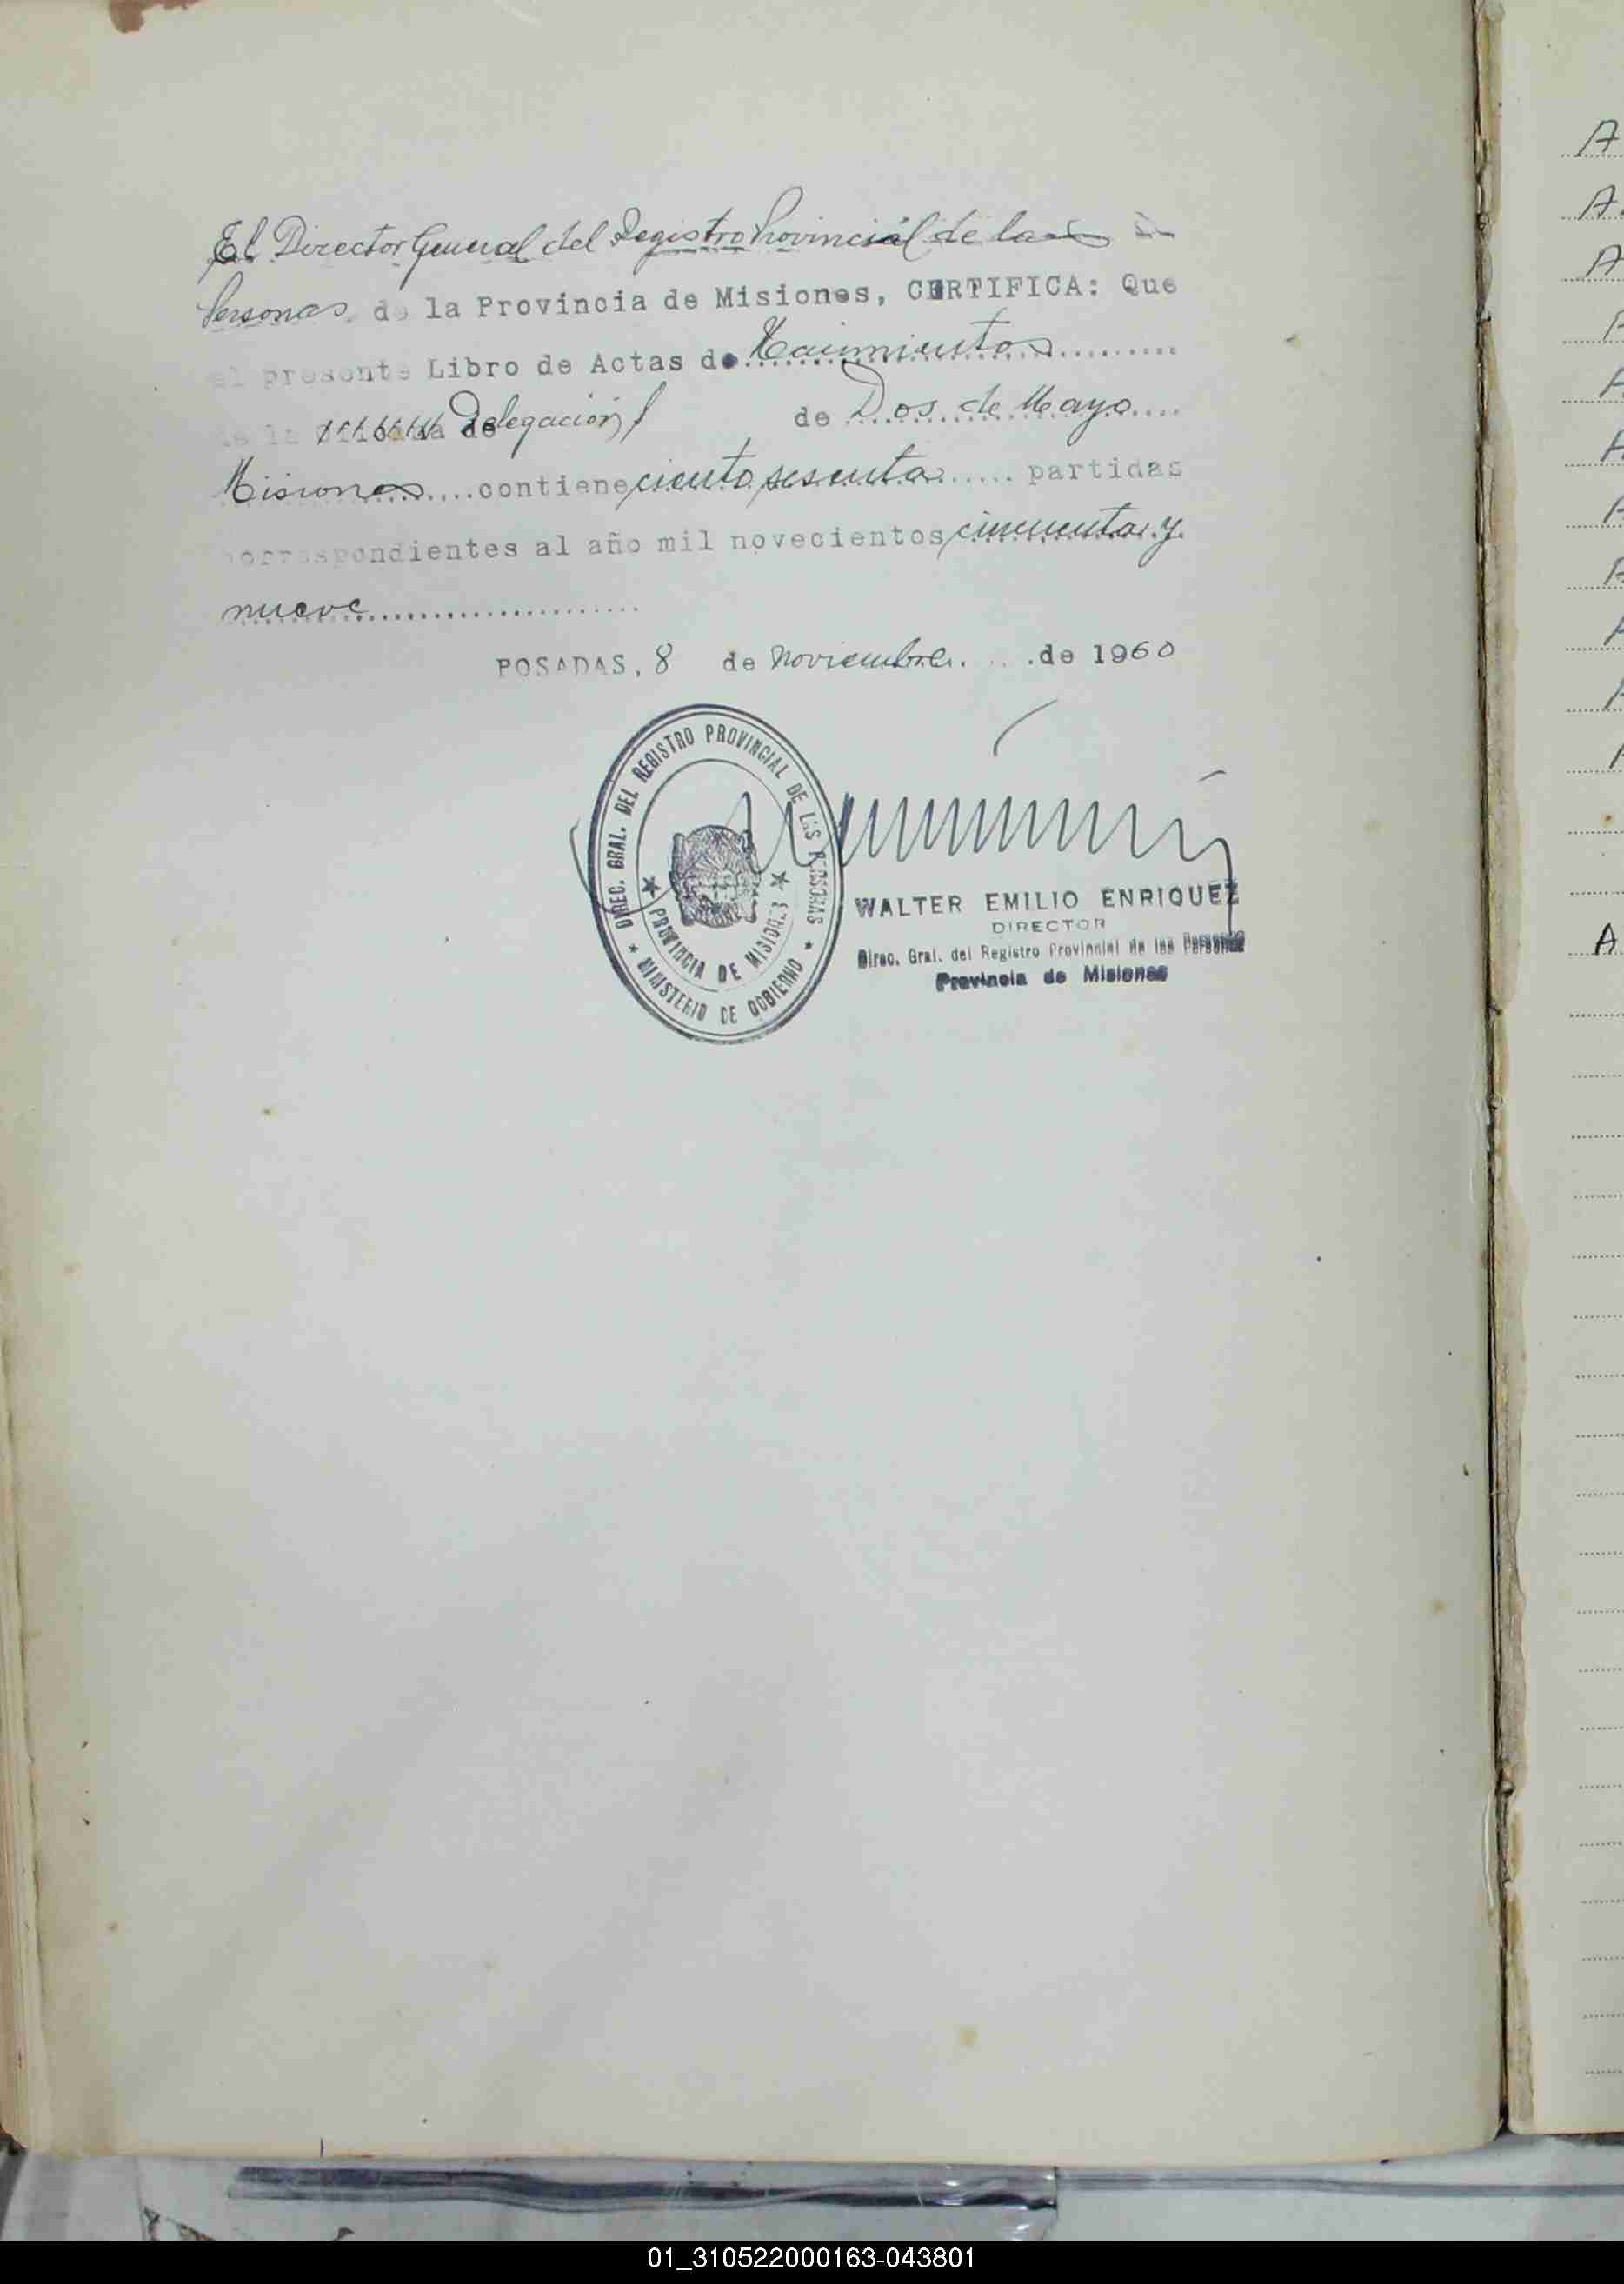 El Director General del Registro Provincial de las
Personas de la Provincia de Misiones, CERTIFICA: Que
el presente Libro de Actas de Nacimientos
de la Delegación de Dos de Mayo
Misiones contiene ciento sesenta partidas
correspondientes al año mil novecientos cincuenta y
nueve
POSADAS, 8 de noviembre de 1960
DIREC. GRAL. DEL REGISTRO PROVINCIAL DE LAS PERSONAS
PROVINCIA DE MISIONES
MINISTERIO DE GOBIERNO
WALTER EMILIO ENRIQUEZ
DIRECTOR
Direc. Gral. del Registro Provincial de las Personas
Provincia de Misiones
A
A
A
A
01_310522000163-043801